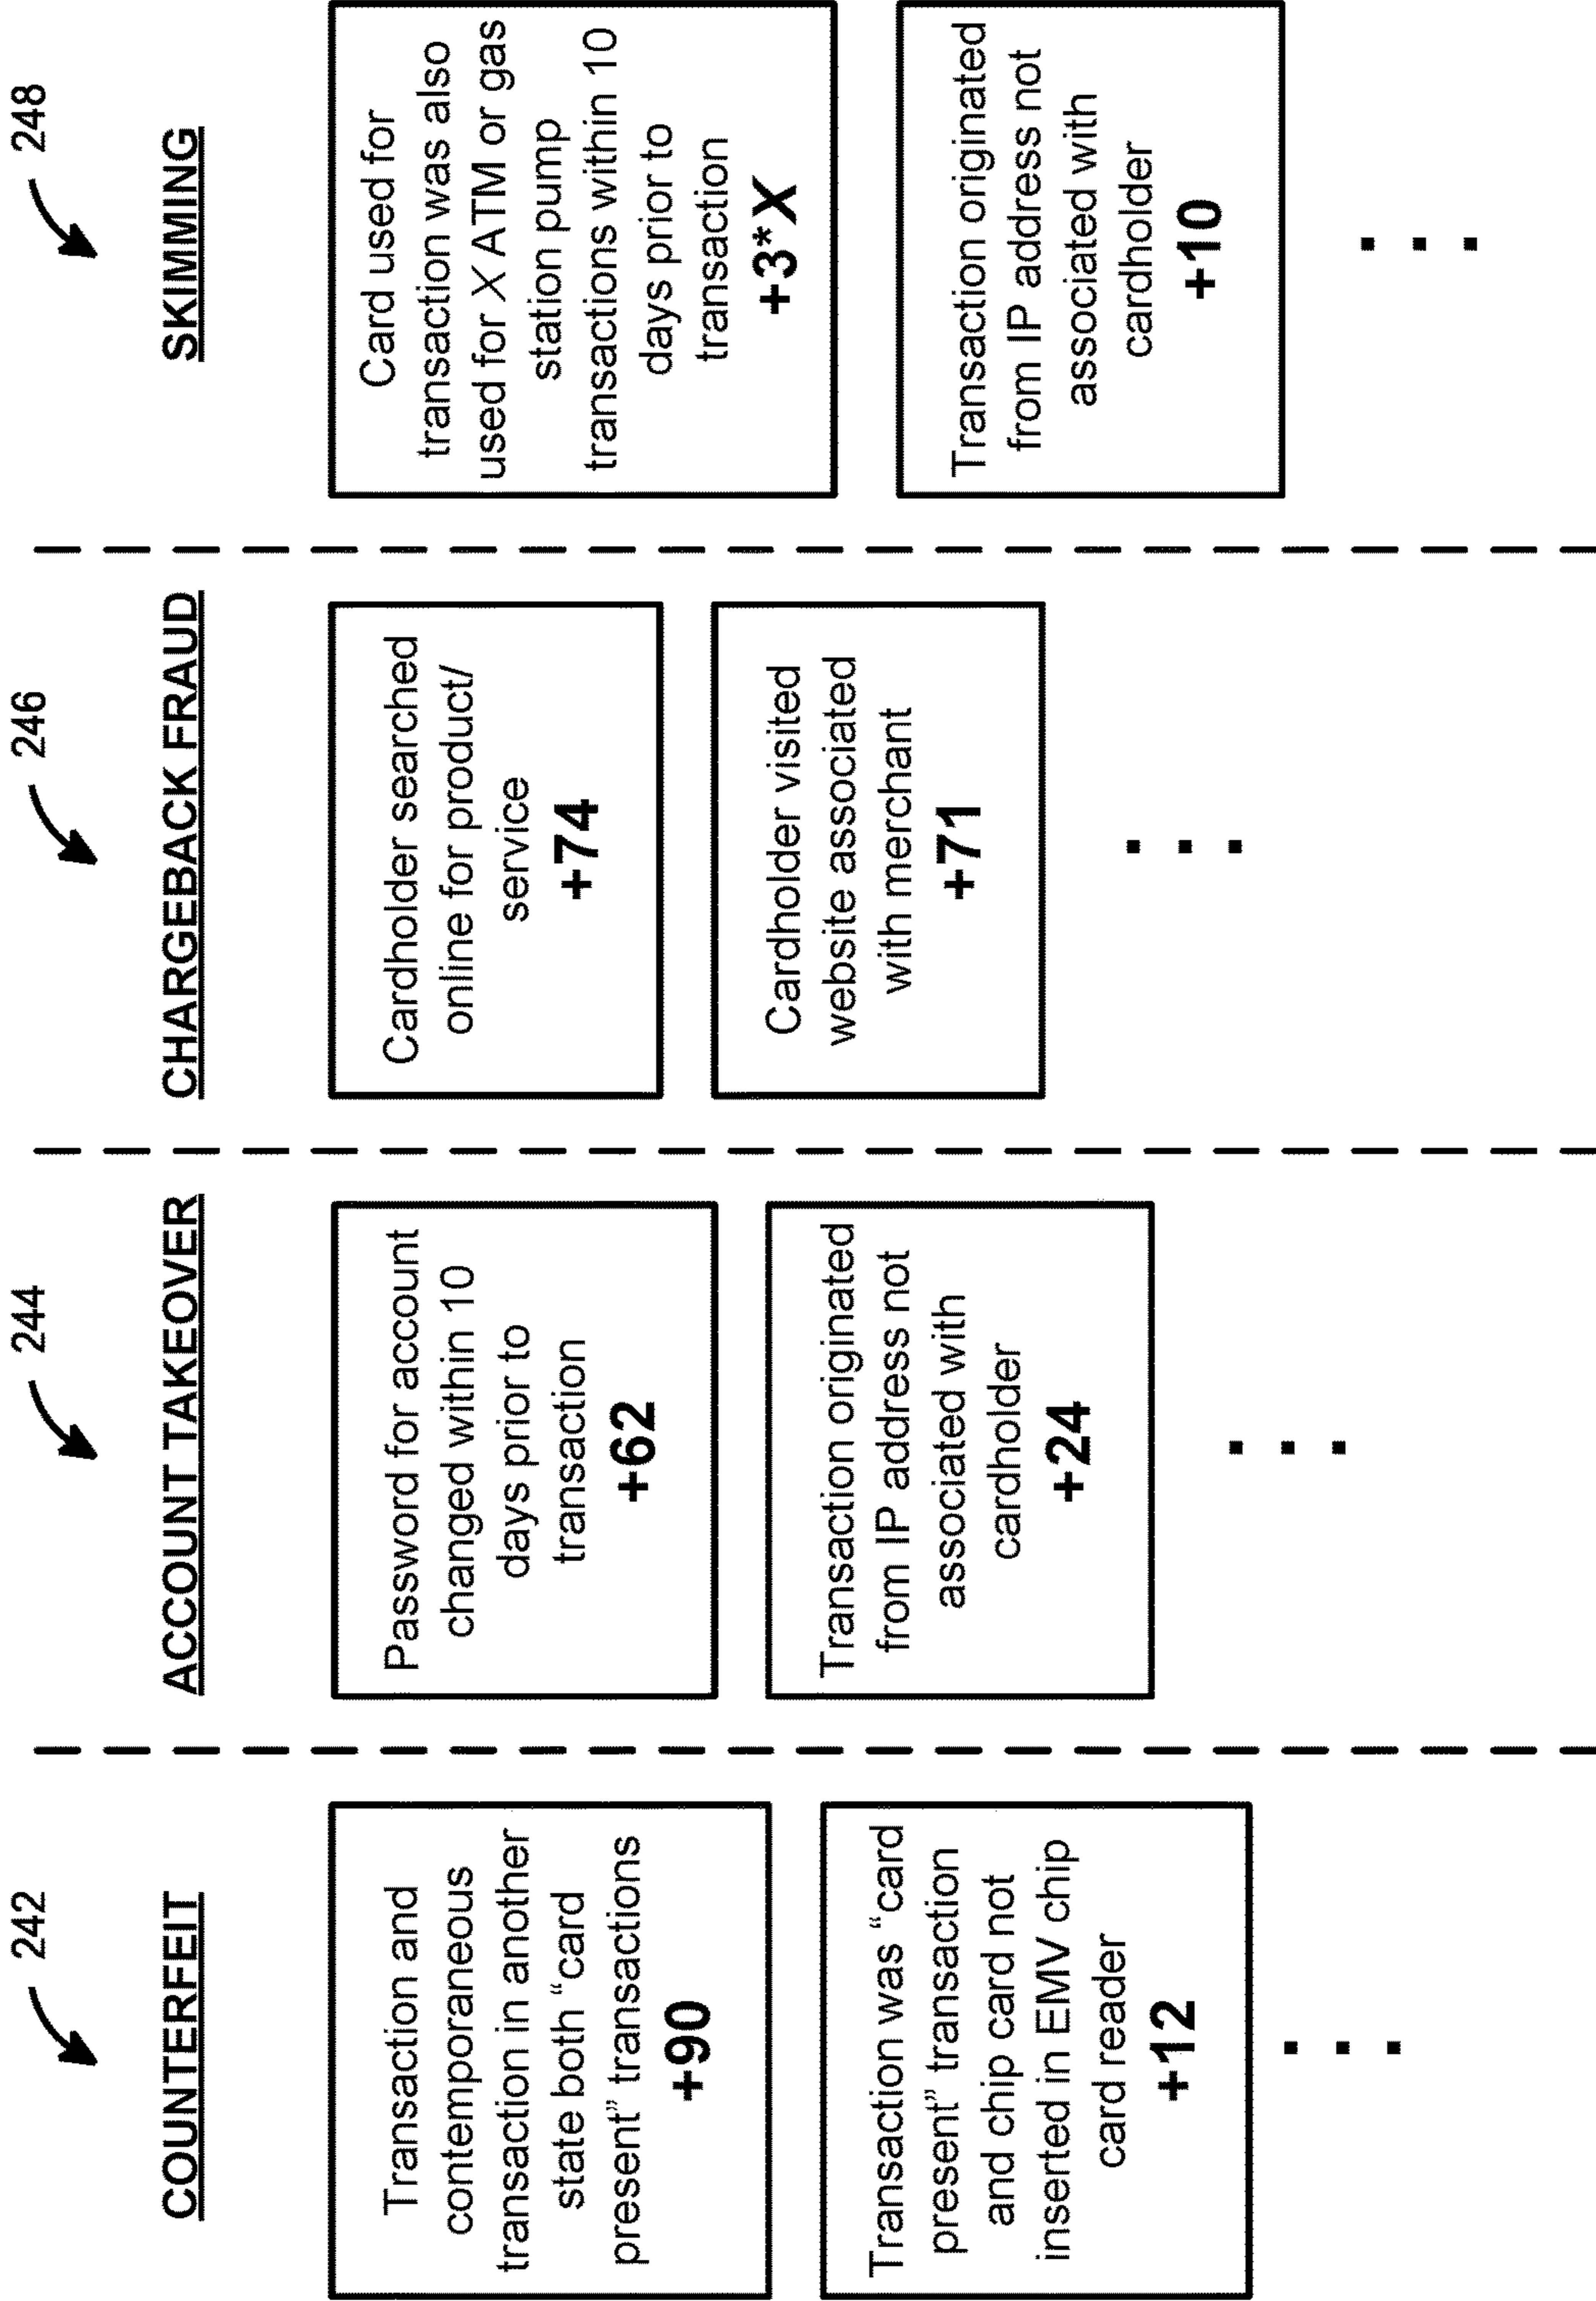 242
COUNTERFEIT
Transaction and
contemporaneous
transaction in another
state both “card
present” transactions
+90
Transaction was “card
present” transaction
and chip card not
inserted in EMV chip
card reader
+12
244
ACCOUNT TAKEOVER
Password for account
changed within 10
days prior to
transaction
+62
Transaction originated
from IP address not
associated with
cardholder
+24
246
CHARGEBACK FRAUD
Cardholder searched
online for product/
service
+74
Cardholder visited
website associated
with merchant
+71
248
SKIMMING
Card used for
transaction was also
used for X ATM or gas
station pump
transactions within 10
days prior to
transaction
+3*X
Transaction originated
from IP address not
associated with
cardholder
+10